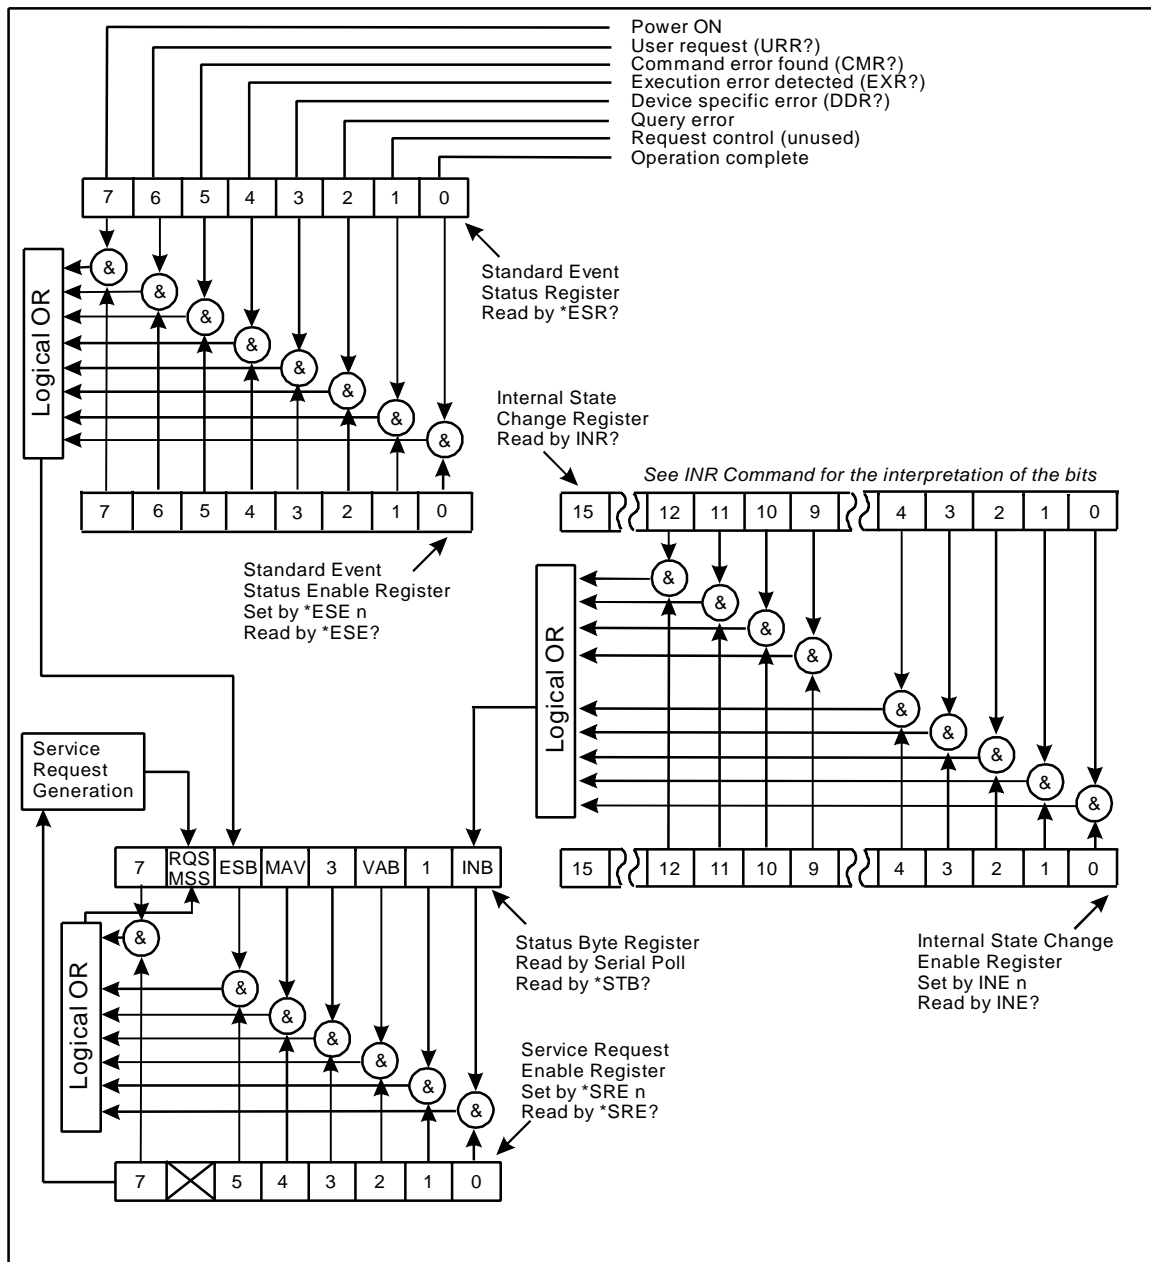 Power ON
User request (URR?)
Command error found (CMR?)
Execution error detected (EXR?)
Device specific error (DDR?)
Query error
Request control (unused)
Operation complete
7 6 5 4 3 2 1 0
& & & & & & & &
Logical OR
Standard Event
Status Register
Read by *ESR?
7 6 5 4 3 2 1 0
Standard Event
Status Enable Register
Set by *ESE n
Read by *ESE?
Internal State
Change Register
Read by INR?
See INR Command for the interpretation of the bits
15 12 11 10 9 4 3 2 1 0
& & & & & & & & &
Logical OR
15 12 11 10 9 4 3 2 1 0
Internal State Change
Enable Register
Set by INE n
Read by INE?
Service
Request
Generation
7 RQS MSS ESB MAV 3 VAB 1 INB
& & & & & & &
Logical OR
Status Byte Register
Read by Serial Poll
Read by *STB?
Service Request
Enable Register
Set by *SRE n
Read by *SRE?
7 5 4 3 2 1 0